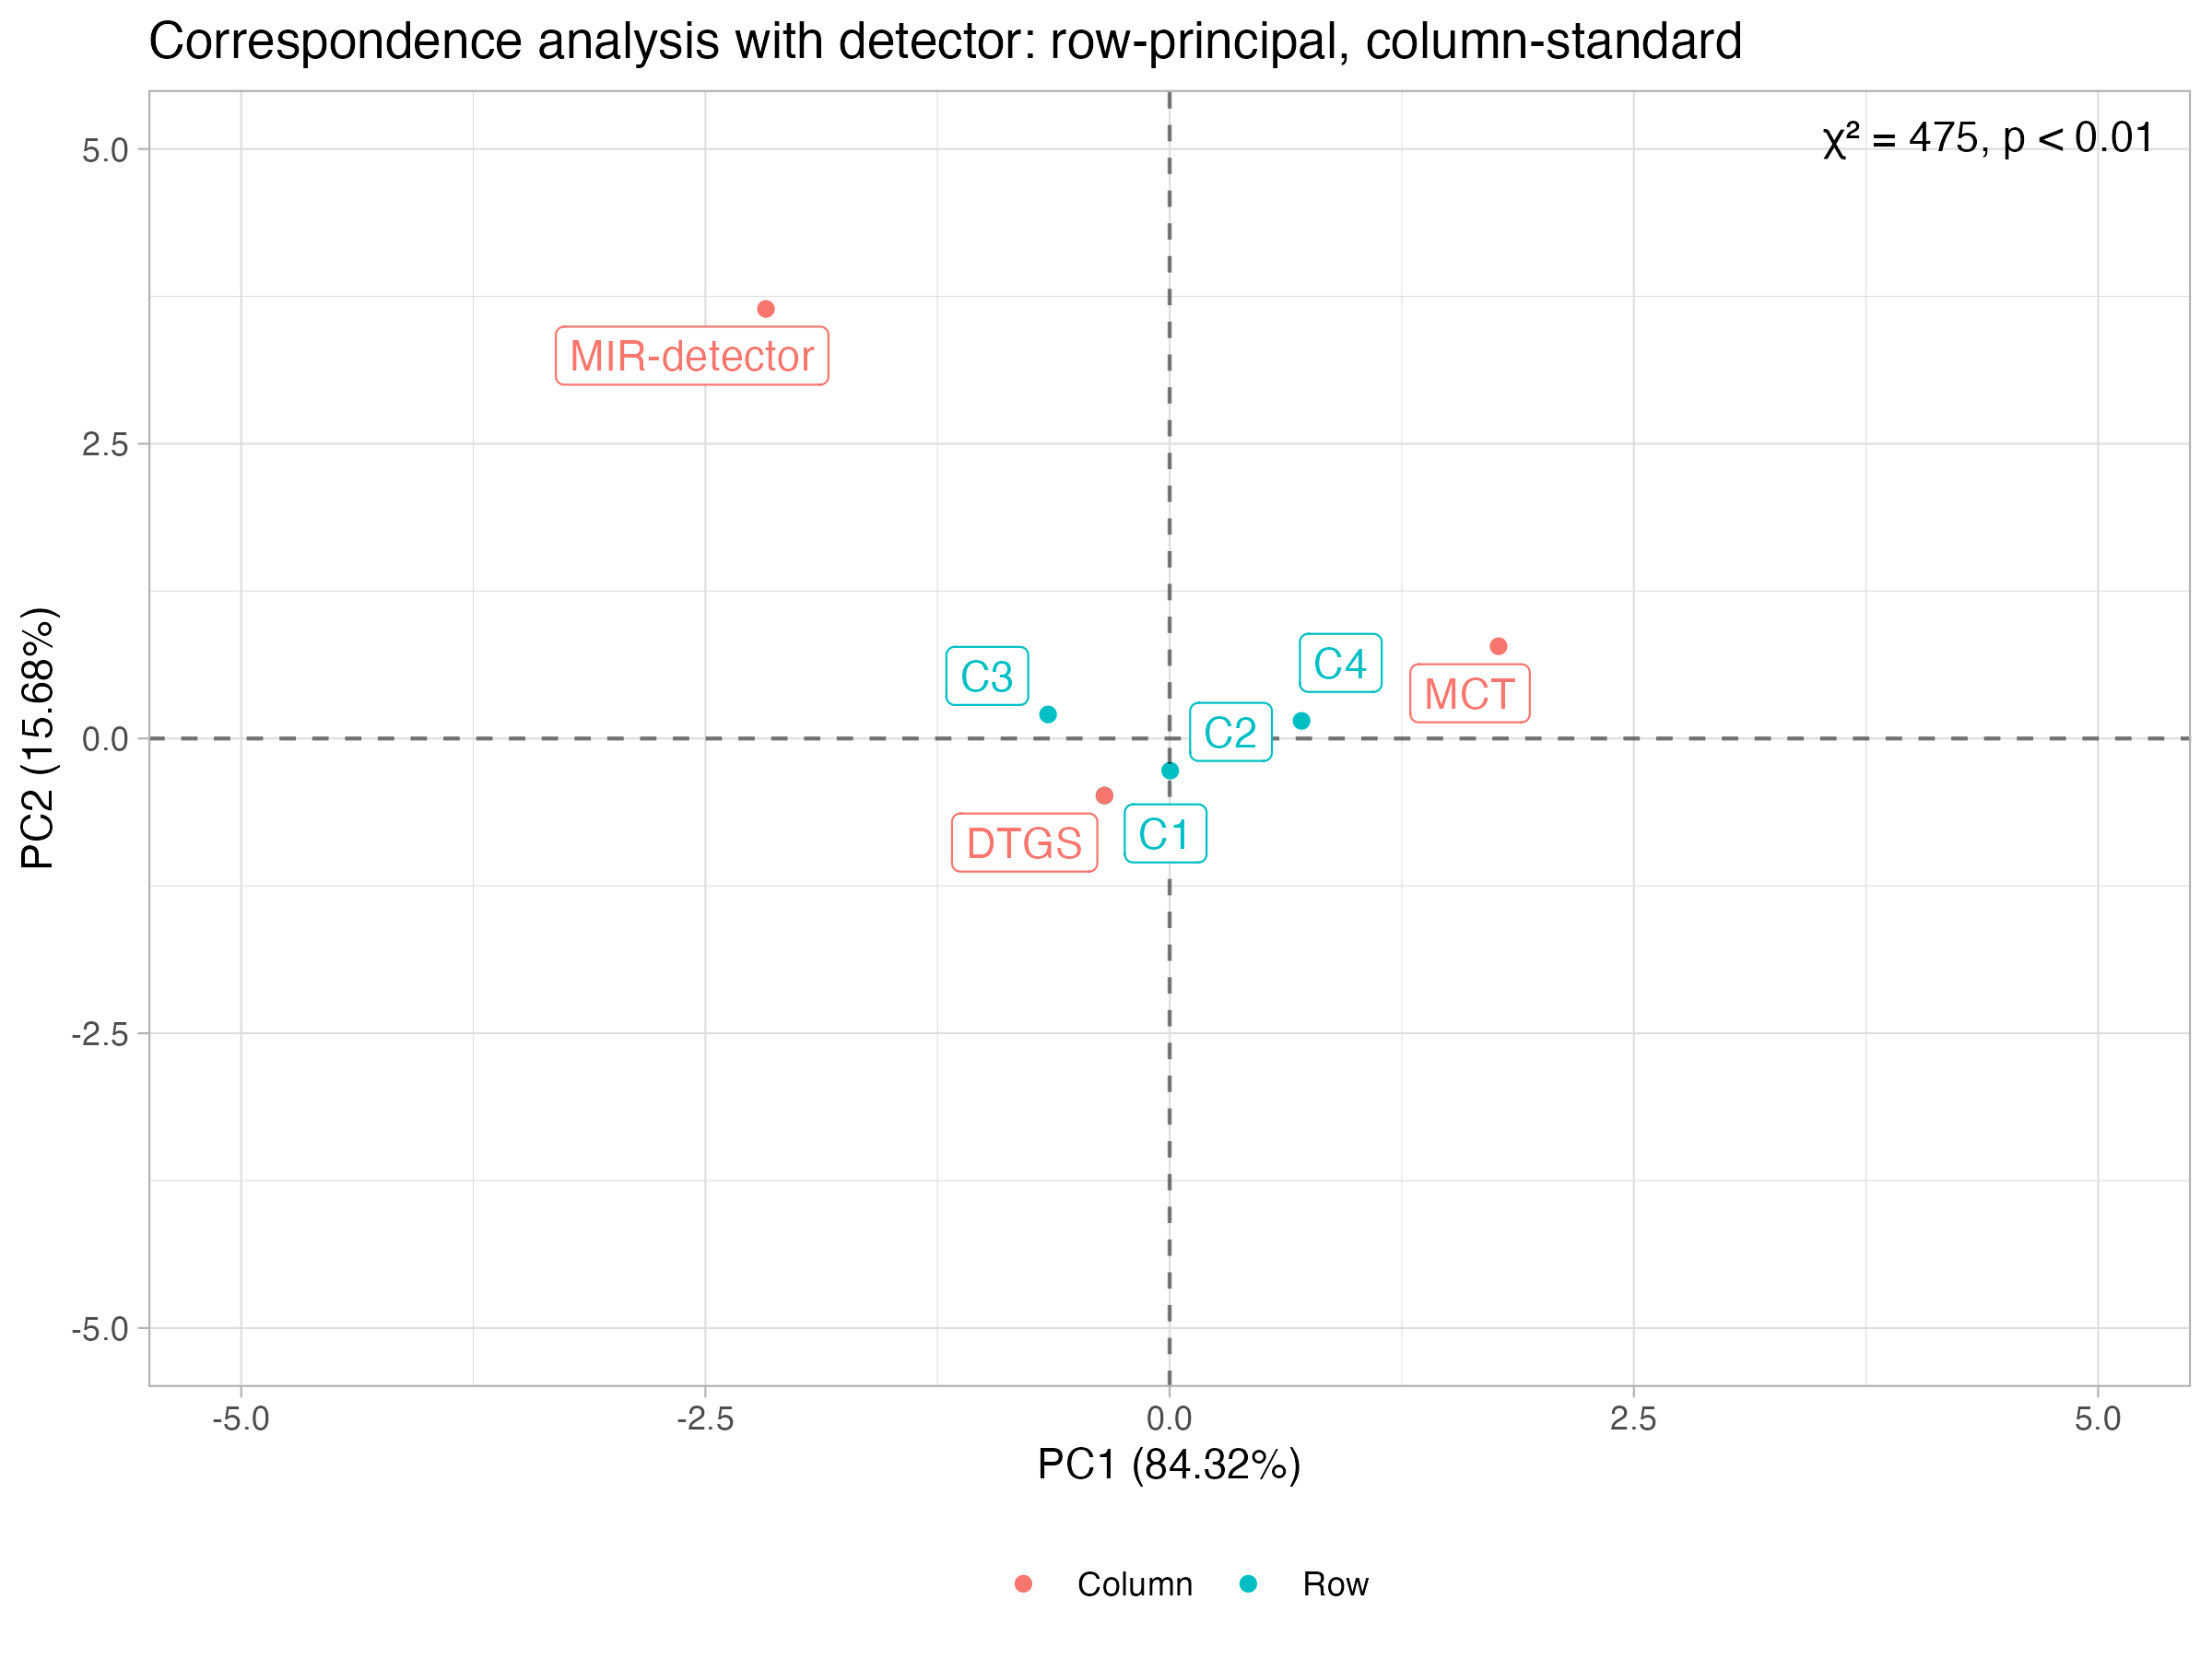 Correspondence analysis with detector: row-principal, column-standard
χ² = 475, p < 0.01
5.0
2.5
0.0
-2.5
-5.0
PC2 (15.68%)
MIR-detector
C3
C4
MCT
C2
DTGS
C1
-5.0
-2.5
0.0
2.5
5.0
PC1 (84.32%)
Column
Row